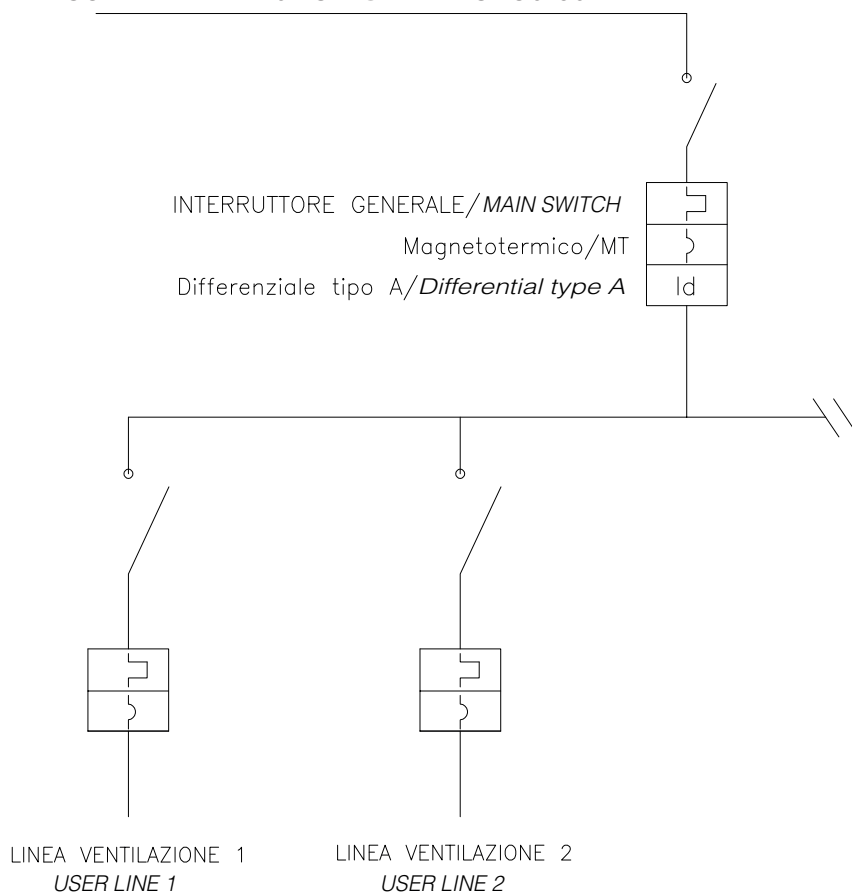 INTERRUTTORE GENERALE/MAIN SWITCH
Magnetotermico/MT
Differenziale tipo A/Differential type A
Id
LINEA VENTILAZIONE 1
USER LINE 1
LINEA VENTILAZIONE 2
USER LINE 2